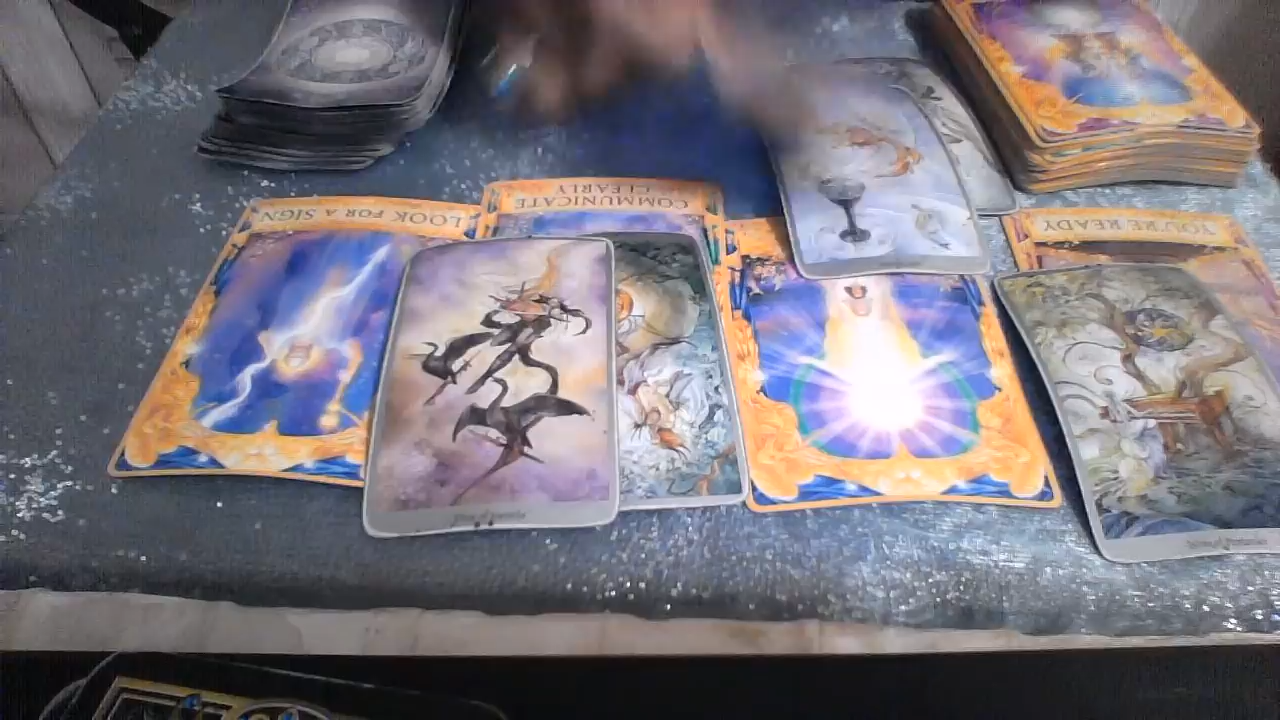 LOOK FOR A SIGN
COMMUNICATE
CLEARLY
YOU'RE READY